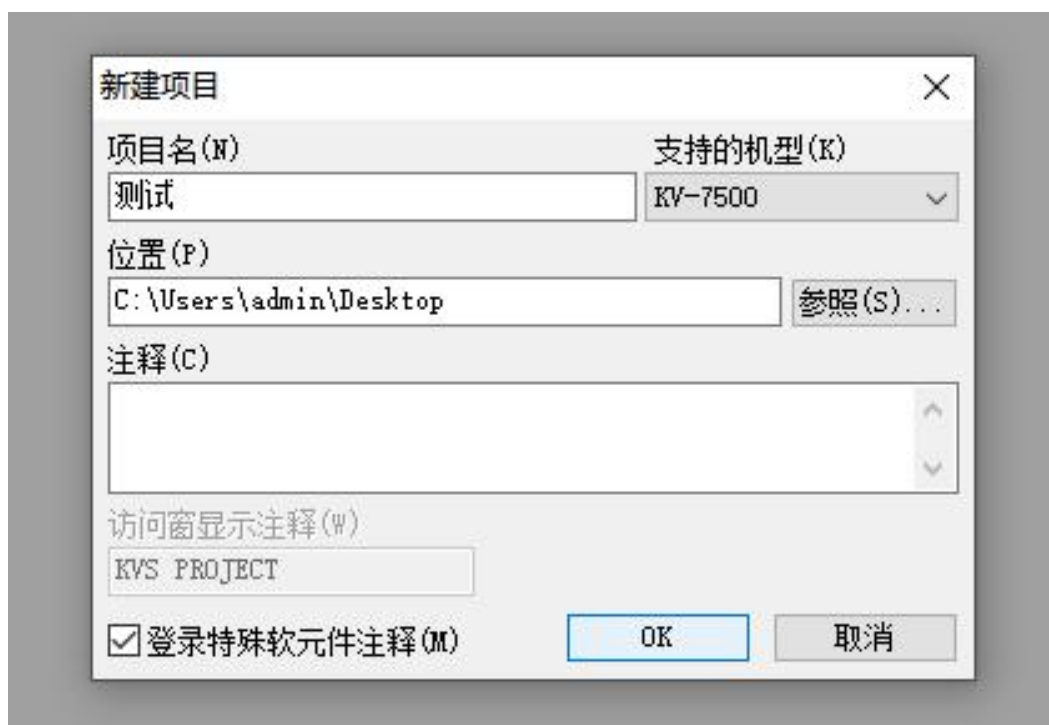 新建项目
项目名(N) 支持的机型(K)
测试 KV-7500
位置(P)
C:\Users\admin\Desktop 参照(S)...
注释(C)
访问窗显示注释(W)
KVS PROJECT
登录特殊软元件注释(M) OK 取消